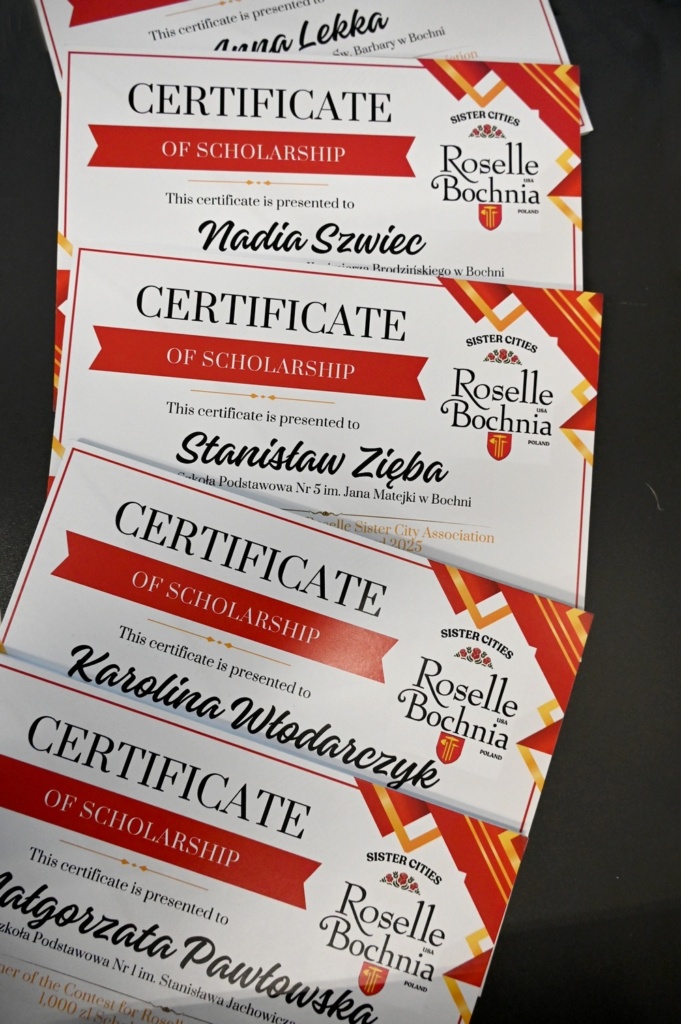 This certificate is presented to
Anna Lekka
Św. Barbary w Bochni
CERTIFICATE
OF SCHOLARSHIP
This certificate is presented to
Nadia Szwiec
Brodzińskiego w Bochni
SISTER CITIES
Roselle
USA
Bochnia
POLAND
CERTIFICATE
OF SCHOLARSHIP
This certificate is presented to
Stanisław Zięba
Szkoła Podstawowa Nr 5 im. Jana Matejki w Bochni
Roselle Sister City Association
2025
SISTER CITIES
Roselle
USA
Bochnia
POLAND
CERTIFICATE
OF SCHOLARSHIP
This certificate is presented to
Karolina Włodarczyk
SISTER CITIES
Roselle
USA
Bochnia
POLAND
CERTIFICATE
OF SCHOLARSHIP
This certificate is presented to
Małgorzata Pawłowska
Szkoła Podstawowa Nr 1 im. Stanisława Jachowicza
of the Contest for Roselle
1,000 zł
SISTER CITIES
Roselle
USA
Bochnia
POLAND